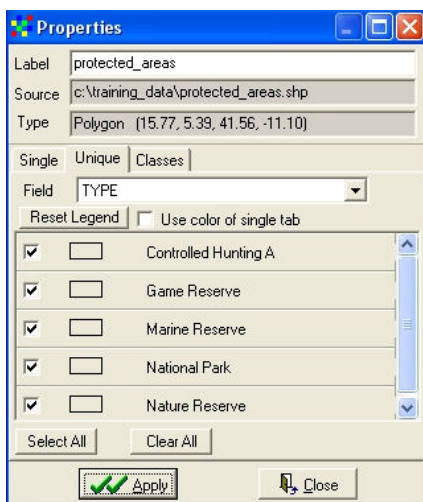 Properties
Label protected_areas
Source c:\training_data\protected_areas.shp
Type Polygon (15.77, 5.39, 41.56, -11.10)
Single Unique Classes
Field TYPE
Reset Legend Use color of single tab
Controlled Hunting A
Game Reserve
Marine Reserve
National Park
Nature Reserve
Select All Clear All
Apply Close